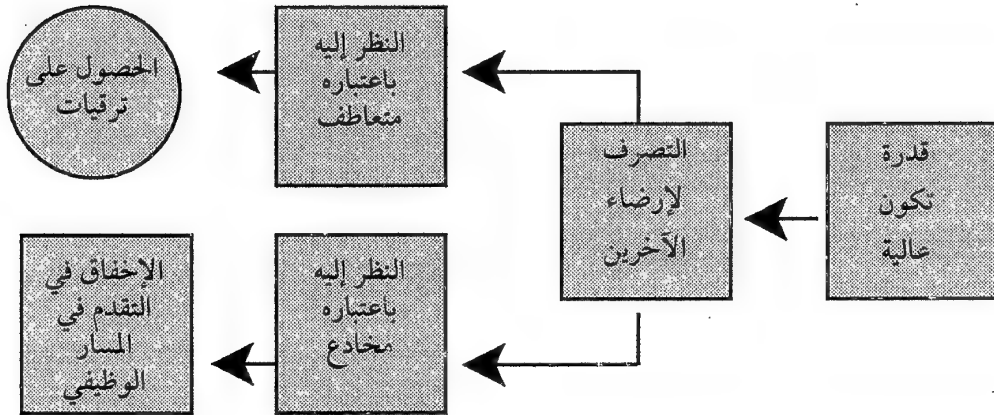 قدرة
تكون
عالية
التصرف
لإرضاء
الآخرين
النظر إليه
باعتباره
متعاطف
الحصول على
ترقيات
النظر إليه
باعتباره
مخادع
الإخفاق في
التقدم في
المسار
الوظيفي